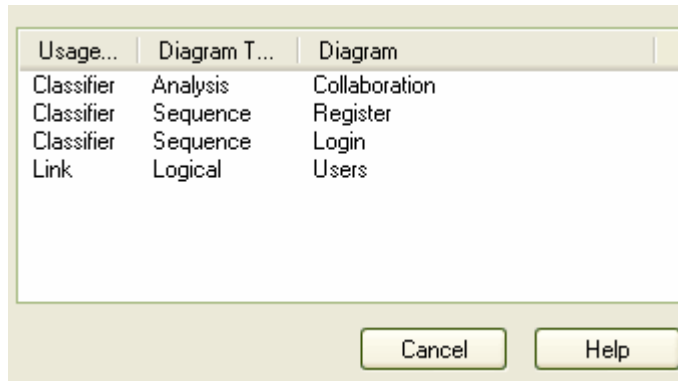 Usage... Diagram T... Diagram
Classifier Analysis Collaboration
Classifier Sequence Register
Classifier Sequence Login
Link Logical Users
Cancel Help